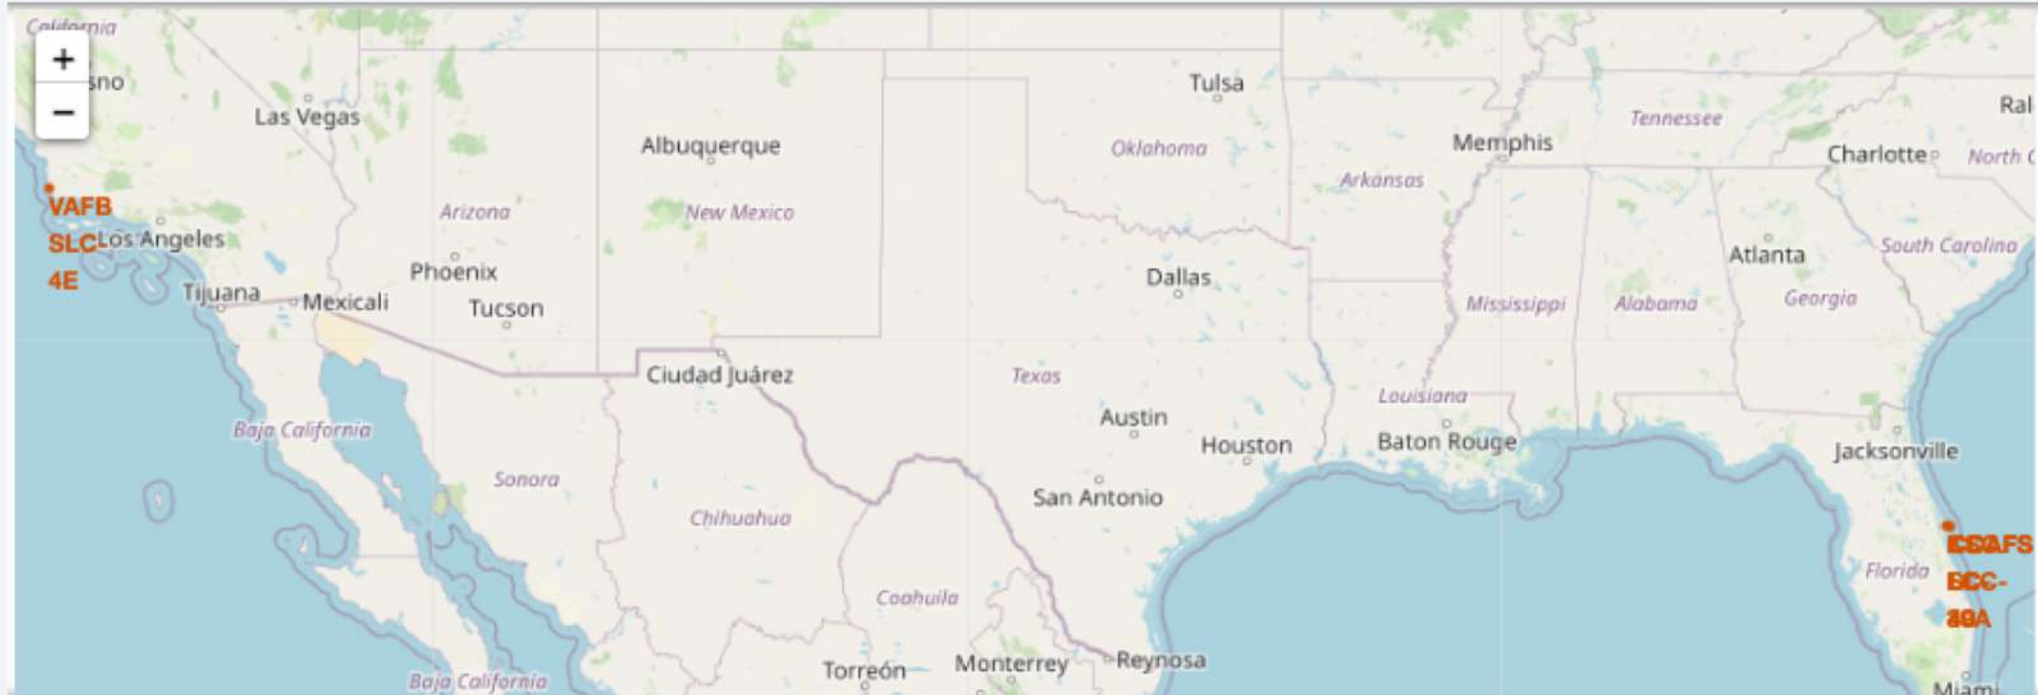 California
+
sno
−
Las Vegas
Tulsa
Ral
Albuquerque
Oklahoma
Memphis
Tennessee
Charlotte
North C
Arkansas
VAFB
SLC
4E
Los Angeles
Arizona
New Mexico
Atlanta
South Carolina
Phoenix
Dallas
Tijuana
Mexicali
Tucson
Mississippi
Alabama
Georgia
Ciudad Juárez
Texas
Louisiana
Austin
Baja California
Houston
Baton Rouge
Jacksonville
Sonora
San Antonio
Chihuahua
Florida
Coahuila
Torreón
Monterrey
Reynosa
Baja California
Miami